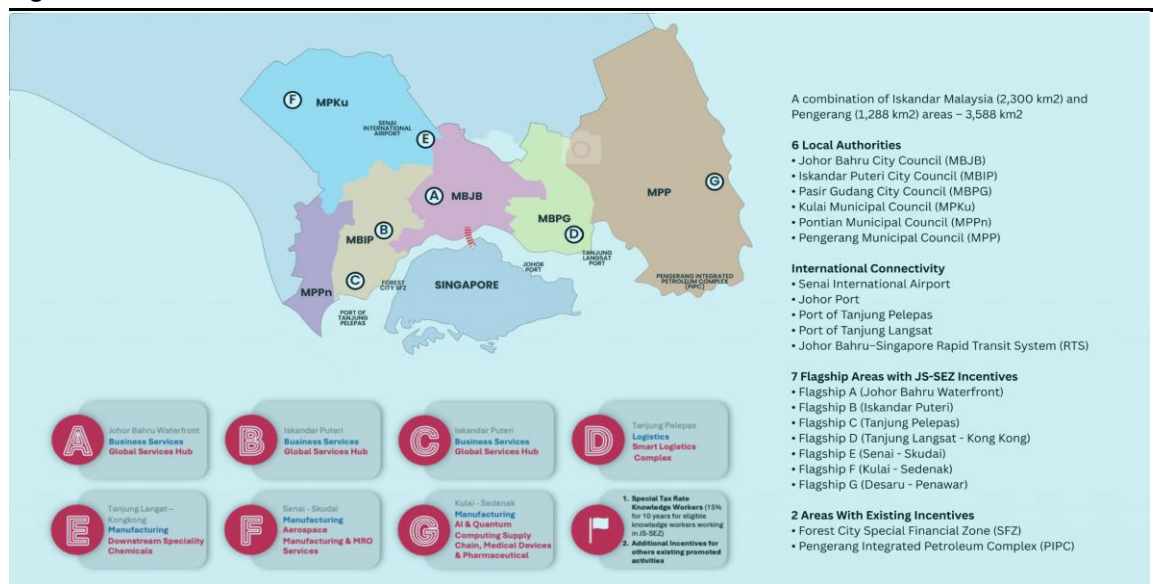 F
MPKu
SENAI
INTERNATIONAL
AIRPORT
E
A
MBJB
G
MPP
MBPG
B
MBIP
D
TANJUNG
LANGSAT
PORT
JOHOR
PORT
C
FOREST
CITY SFZ
SINGAPORE
PENGERANG INTEGRATED
PETROLEUM COMPLEX
(PIPC)
MPPn
PORT OF
TANJUNG
PELEPAS
A combination of Iskandar Malaysia (2,300 km2) and
Pengerang (1,288 km2) areas – 3,588 km2
6 Local Authorities
• Johor Bahru City Council (MBJB)
• Iskandar Puteri City Council (MBIP)
• Pasir Gudang City Council (MBPG)
• Kulai Municipal Council (MPKu)
• Pontian Municipal Council (MPPn)
• Pengerang Municipal Council (MPP)
International Connectivity
• Senai International Airport
• Johor Port
• Port of Tanjung Pelepas
• Port of Tanjung Langsat
• Johor Bahru–Singapore Rapid Transit System (RTS)
7 Flagship Areas with JS-SEZ Incentives
• Flagship A (Johor Bahru Waterfront)
• Flagship B (Iskandar Puteri)
• Flagship C (Tanjung Pelepas)
• Flagship D (Tanjung Langsat - Kong Kong)
• Flagship E (Senai - Skudai)
• Flagship F (Kulai - Sedenak)
• Flagship G (Desaru - Penawar)
2 Areas With Existing Incentives
• Forest City Special Financial Zone (SFZ)
• Pengerang Integrated Petroleum Complex (PIPC)
A
Johor Bahru Waterfront
Business Services
Global Services Hub
B
Iskandar Puteri
Business Services
Global Services Hub
C
Iskandar Puteri
Business Services
Global Services Hub
D
Tanjung Pelepas
Logistics
Smart Logistics
Complex
E
Tanjung Langat –
Kongkong
Manufacturing
Downstream Speciality
Chemicals
F
Senai - Skudai
Manufacturing
Aerospace
Manufacturing & MRO
Services
G
Kulai - Sedenak
Manufacturing
AI & Quantum
Computing Supply
Chain, Medical Devices
& Pharmaceutical
1. Special Tax Rate
Knowledge Workers (15%
for 10 years for eligible
knowledge workers working
in JS-SEZ)
2. Additional Incentives for
others existing promoted
activities